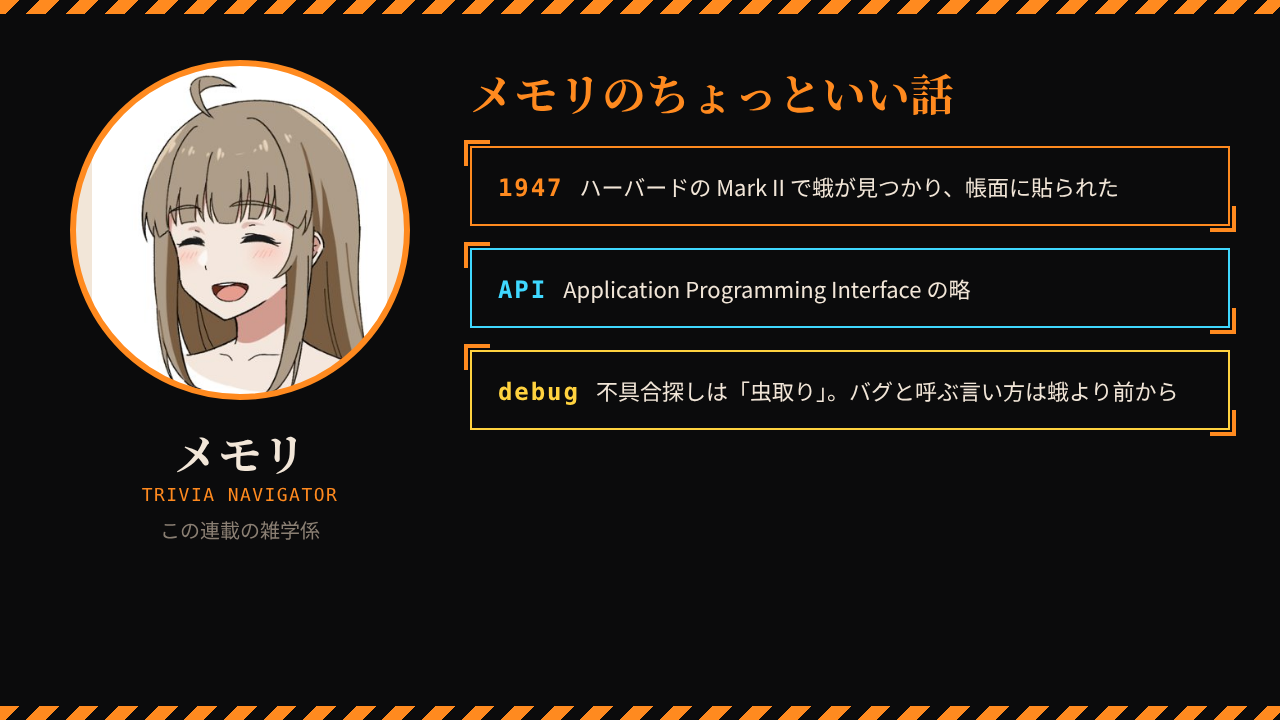 メモリのちょっといい話
1947 ハーバードの Mark II で蛾が見つかり、帳面に貼られた
API Application Programming Interface の略
debug 不具合探しは「虫取り」。バグと呼ぶ言い方は蛾より前から
メモリ
TRIVIA NAVIGATOR
この連載の雑学係